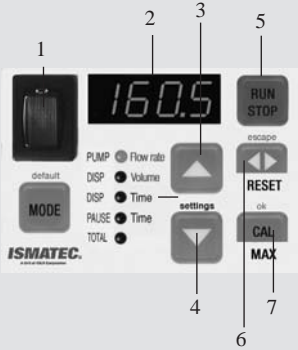 1
2
3
5
160.5
RUN
STOP
escape
PUMP Flow rate
DISP Volume
default
DISP Time
MODE
RESET
PAUSE Time
settings
ok
TOTAL
CAL
ISMATEC.
MAX
4
7
6